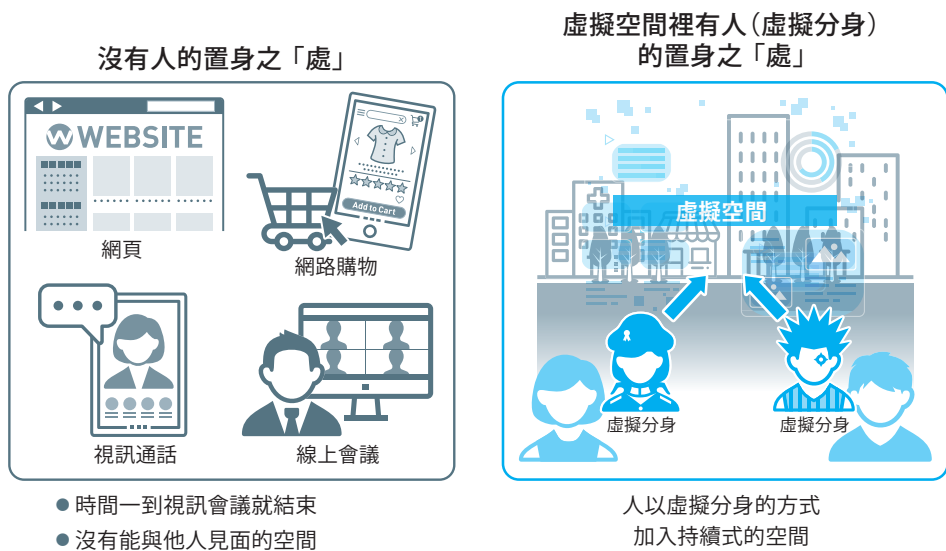 沒有人的置身之「處」
WEBSITE
網頁
Add to Cart
網路購物
視訊通話
線上會議
● 時間一到視訊會議就結束
● 沒有能與他人見面的空間
虛擬空間裡有人（虛擬分身）
的置身之「處」
虛擬空間
虛擬分身
虛擬分身
人以虛擬分身的方式
加入持續式的空間